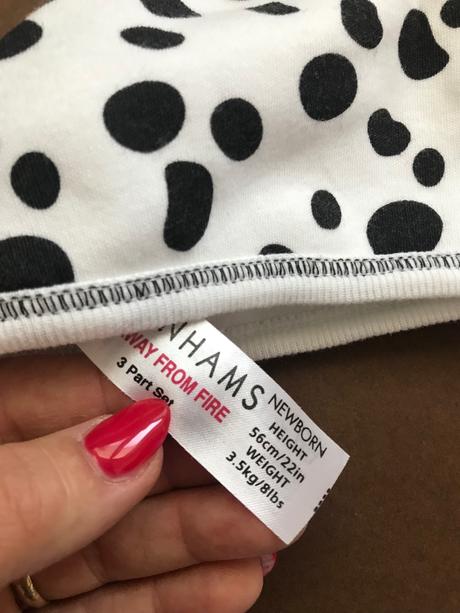 NHAMS
WAY FROM FIRE
3 Part Set
NEWBORN
HEIGHT
56cm/22in
WEIGHT
3.5kg/8lbs